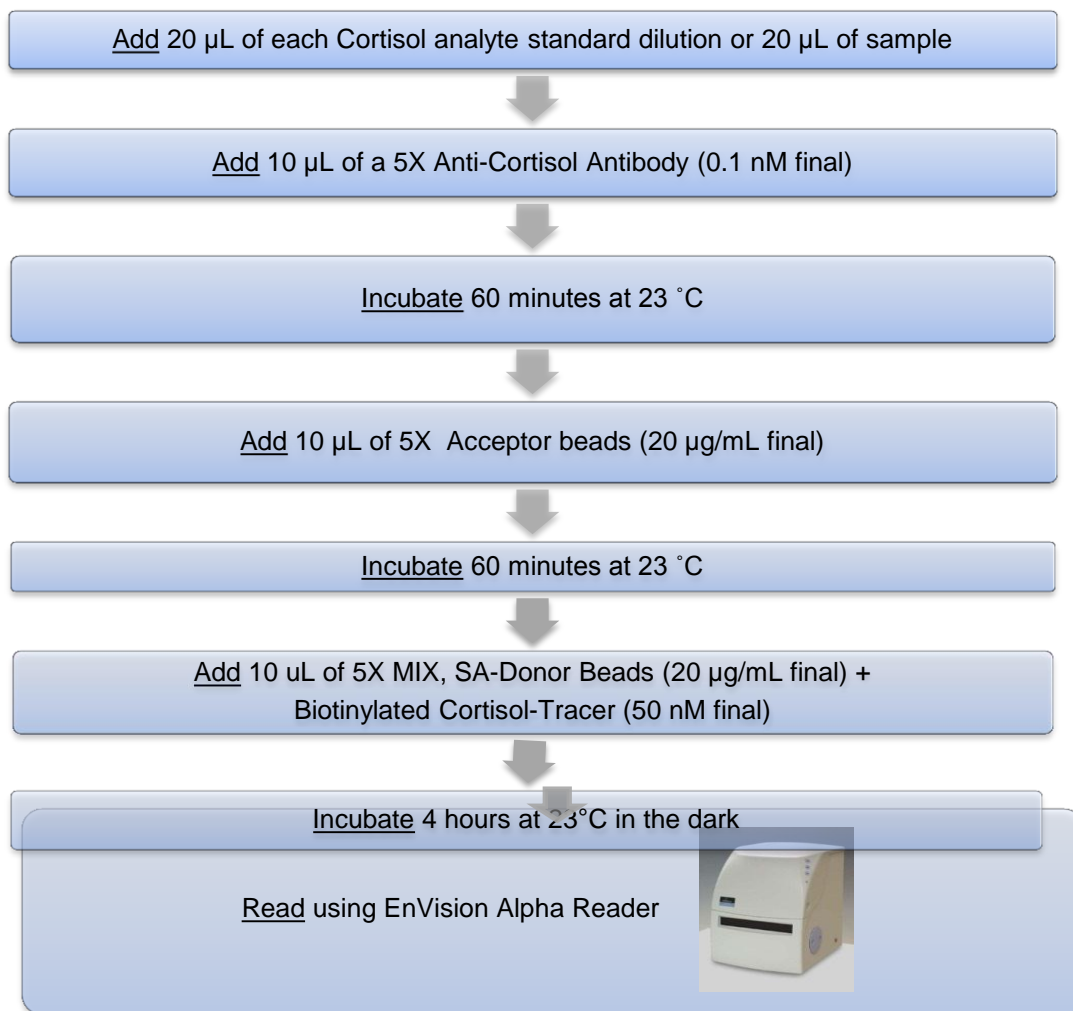 Add 20 µL of each Cortisol analyte standard dilution or 20 µL of sample
Add 10 µL of a 5X Anti-Cortisol Antibody (0.1 nM final)
Incubate 60 minutes at 23 ˚C
Add 10 µL of 5X  Acceptor beads (20 µg/mL final)
Incubate 60 minutes at 23 ˚C
Add 10 uL of 5X MIX, SA-Donor Beads (20 µg/mL final) +
Biotinylated Cortisol-Tracer (50 nM final)
Incubate 4 hours at 23°C in the dark
Read using EnVision Alpha Reader